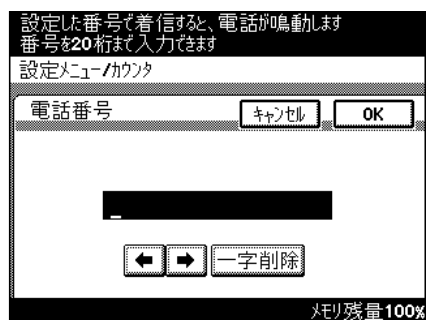 設定した番号で着信すると、電話が鳴動します
番号を20桁まで入力できます
設定ﾒﾆｭｰ/ｶｳﾝﾀ
電話番号
ｷｬﾝｾﾙ
OK
一字削除
ﾒﾓﾘ残量100%